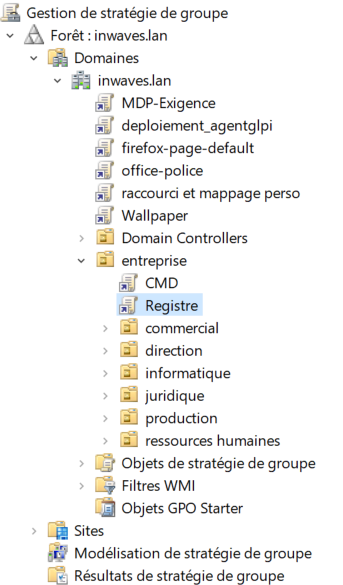 Gestion de stratégie de groupe
Forêt : inwaves.lan
Domaines
inwaves.lan
MDP-Exigence
deploiement_agentglpi
firefox-page-default
office-police
raccourci et mappage perso
Wallpaper
Domain Controllers
entreprise
CMD
Registre
commercial
direction
informatique
juridique
production
ressources humaines
Objets de stratégie de groupe
Filtres WMI
Objets GPO Starter
Sites
Modélisation de stratégie de groupe
Résultats de stratégie de groupe